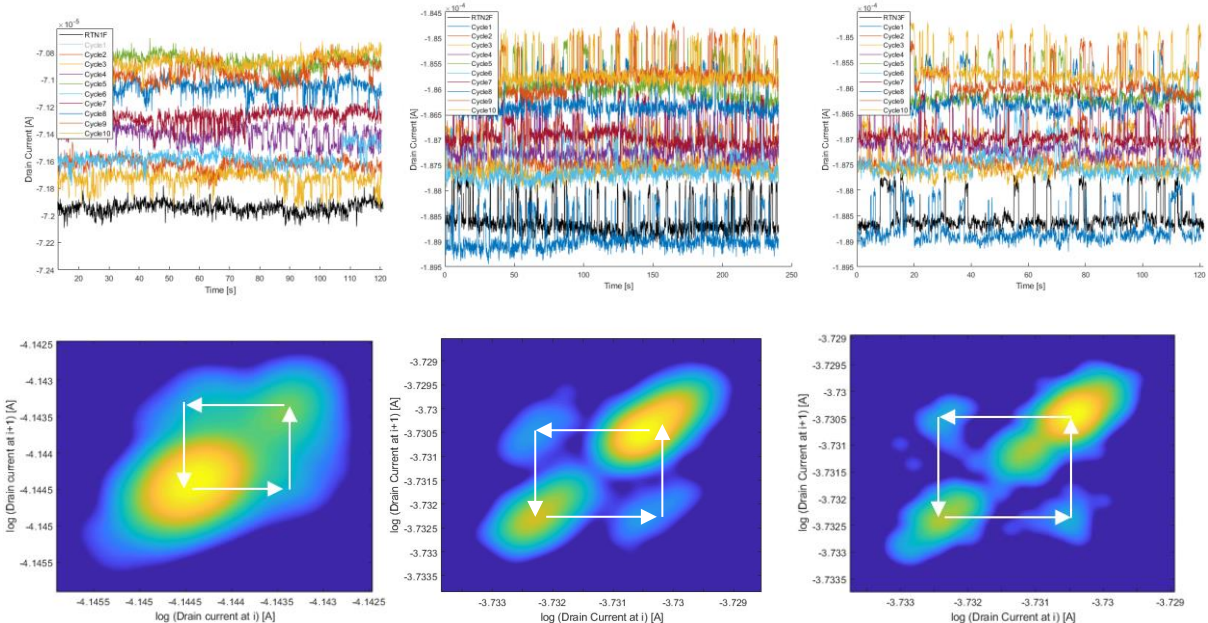 × 10⁻⁵
RTN1F
Cycle1
Cycle2
Cycle3
Cycle4
Cycle5
Cycle6
Cycle7
Cycle8
Cycle9
Cycle10
-7.08
-7.1
-7.12
-7.14
-7.16
-7.18
-7.2
-7.22
-7.24
Drain Current [A]
20 30 40 50 60 70 80 90 100 110 120
Time [s]
× 10⁻⁴
RTN2F
Cycle1
Cycle2
Cycle3
Cycle4
Cycle5
Cycle6
Cycle7
Cycle8
Cycle9
Cycle10
-1.845
-1.85
-1.855
-1.86
-1.865
-1.87
-1.875
-1.88
-1.885
-1.89
-1.895
Drain Current [A]
0 50 100 150 200 250
Time [s]
× 10⁻⁴
RTN3F
Cycle1
Cycle2
Cycle3
Cycle4
Cycle5
Cycle6
Cycle7
Cycle8
Cycle9
Cycle10
-1.845
-1.85
-1.855
-1.86
-1.865
-1.87
-1.875
-1.88
-1.885
-1.89
-1.895
Drain Current [A]
0 20 40 60 80 100 120
Time [s]
-4.1425
-4.143
-4.1435
-4.144
-4.1445
-4.145
-4.1455
log (Drain current at i+1) [A]
-4.1455 -4.145 -4.1445 -4.144 -4.1435 -4.143 -4.1425
log (Drain current at i) [A]
-3.729
-3.7295
-3.73
-3.7305
-3.731
-3.7315
-3.732
-3.7325
-3.733
-3.7335
log (Drain Current at i+1) [A]
-3.733 -3.732 -3.731 -3.73 -3.729
log (Drain Current at i) [A]
-3.729
-3.7295
-3.73
-3.7305
-3.731
-3.7315
-3.732
-3.7325
-3.733
-3.7335
log (Drain Current at i+1) [A]
-3.733 -3.732 -3.731 -3.73 -3.729
log (Drain Current at i) [A]